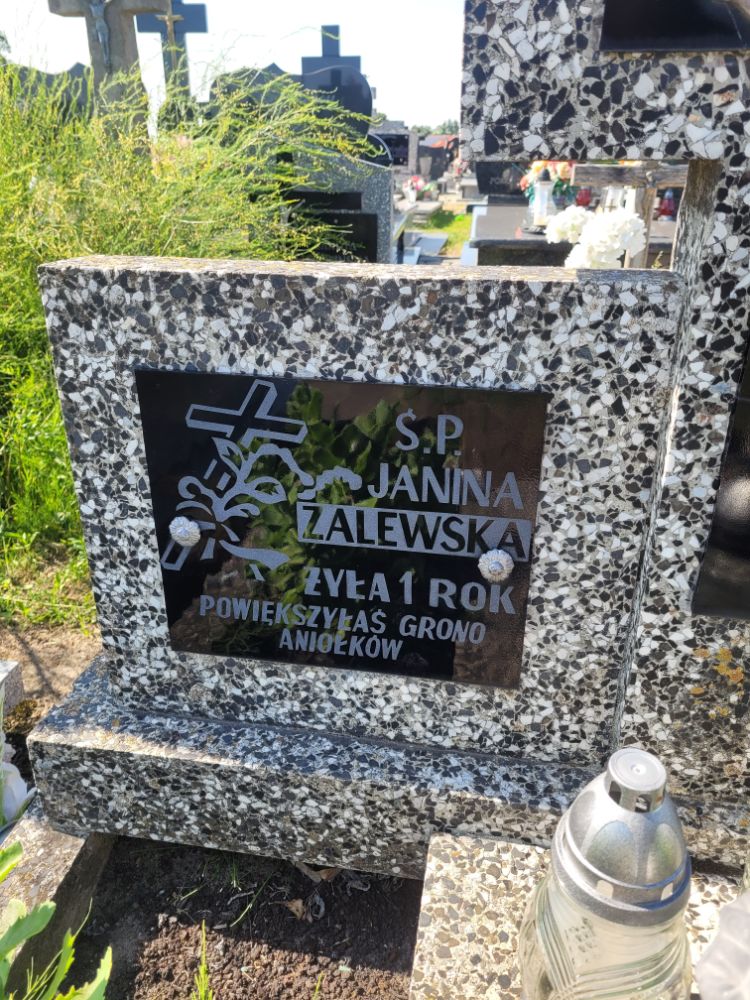 Ś.P.
JANINA
ZALEWSKA
ŻYŁA 1 ROK
POWIĘKSZYŁAŚ GRONO
ANIOŁKÓW